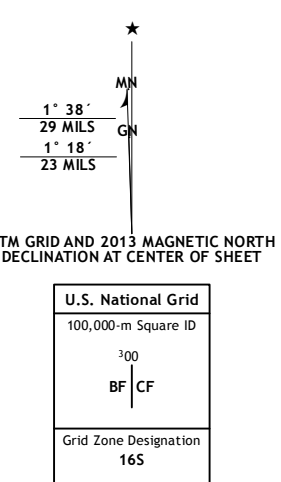 ★
MN
1° 38´
29 MILS
GN
1° 18´
23 MILS
TM GRID AND 2013 MAGNETIC NORTH
DECLINATION AT CENTER OF SHEET
U.S. National Grid
100,000-m Square ID
³00
BF CF
Grid Zone Designation
16S